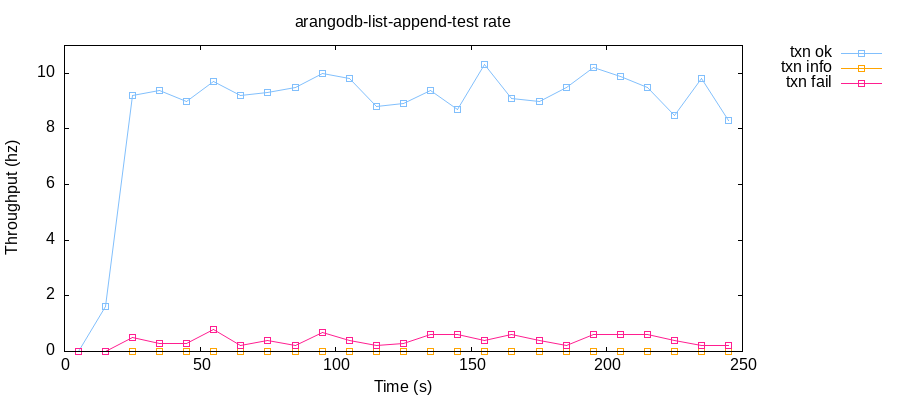 arangodb-list-append-test rate
txn ok
txn info
txn fail
Throughput (hz)
10
8
6
4
2
0
0 50 100 150 200 250
Time (s)